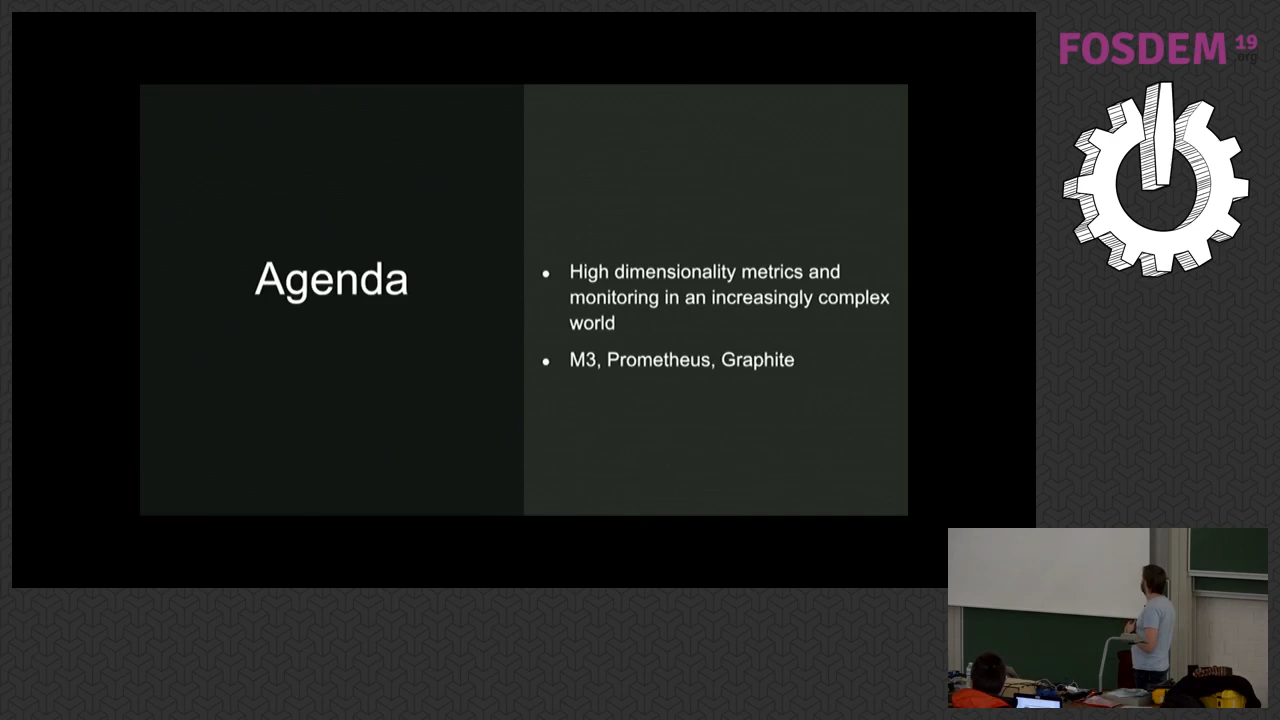 FOSDEM 19
.org
Agenda
• High dimensionality metrics and
monitoring in an increasingly complex
world
• M3, Prometheus, Graphite